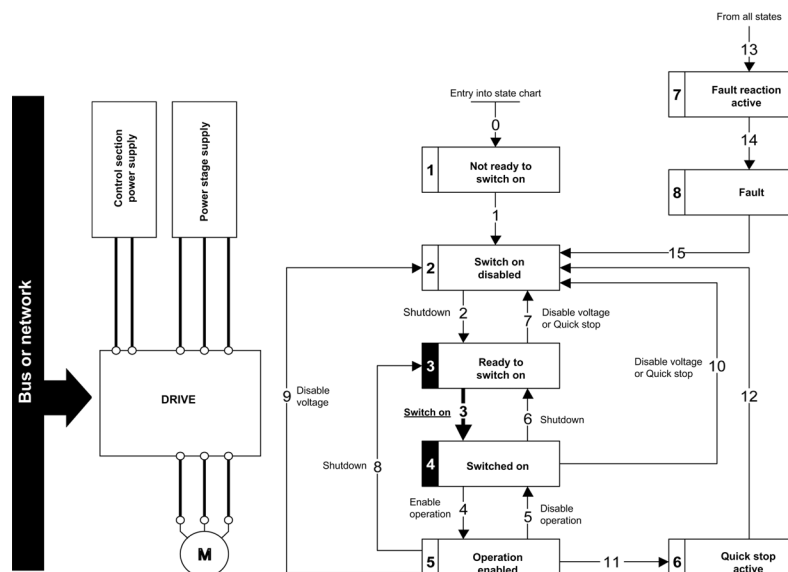 From all states
13
7
Fault reaction
active
14
8
Fault
15
Entry into state chart
0
1
Not ready to
switch on
1
2
Switch on
disabled
Shutdown
2
7
Disable voltage
or Quick stop
3
Ready to
switch on
Switch on
3
6
Shutdown
4
Switched on
Enable
operation
4
5
Disable
operation
5
Operation
enabled
11
6
Quick stop
active
Disable voltage
or Quick stop
10
12
9
Disable
voltage
Shutdown
8
Bus or network
Control section
power supply
Power stage supply
DRIVE
M